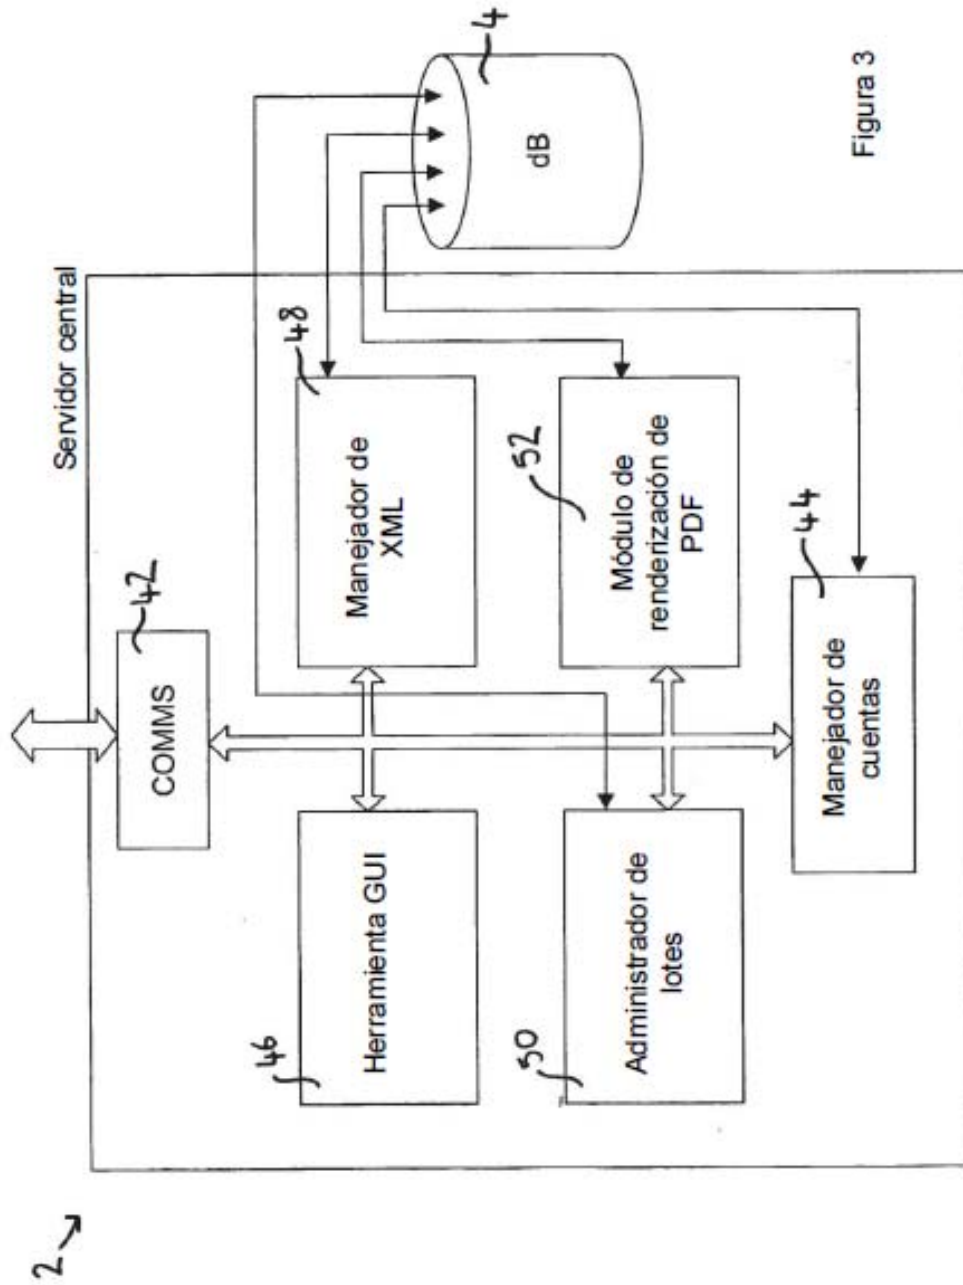 2
Servidor central
COMMS
42
Herramienta GUI
46
Manejador de
XML
48
Administrador de
lotes
50
Módulo de
renderización de
PDF
52
Manejador de
cuentas
44
dB
4
Figura 3